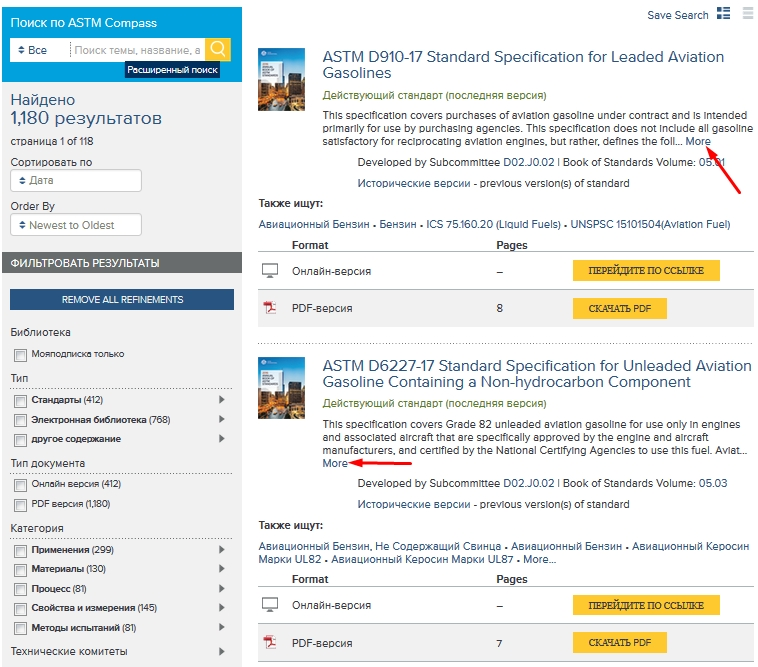 Поиск по ASTM Compass
Все
Поиск темы, название, а
Расширенный поиск
Найдено
1,180 результатов
страница 1 of 118
Сортировать по
Дата
Order By
Newest to Oldest
ФИЛЬТРОВАТЬ РЕЗУЛЬТАТЫ
REMOVE ALL REFINEMENTS
Библиотека
Мояподписка только
Тип
Стандарты (412)
Электронная библиотека (768)
другое содержание
Тип документа
Онлайн версия (412)
PDF версия (1,180)
Категория
Применения (299)
Материалы (130)
Процесс (81)
Свойства и измерения (145)
Методы испытаний (81)
Технические комитеты
Save Search
ASTM D910-17 Standard Specification for Leaded Aviation
Gasolines
Действующий стандарт (последняя версия)
This specification covers purchases of aviation gasoline under contract and is intended
primarily for use by purchasing agencies. This specification does not include all gasoline
satisfactory for reciprocating aviation engines, but rather, defines the foll... More
Developed by Subcommittee D02.J0.02 | Book of Standards Volume: 05.01
Исторические версии - previous version(s) of standard
Также ищут:
Авиационный Бензин • Бензин • ICS 75.160.20 (Liquid Fuels) • UNSPSC 15101504(Aviation Fuel)
Format Pages
Онлайн-версия – ПЕРЕЙДИТЕ ПО ССЫЛКЕ
PDF-версия 8 СКАЧАТЬ PDF
ASTM D6227-17 Standard Specification for Unleaded Aviation
Gasoline Containing a Non-hydrocarbon Component
Действующий стандарт (последняя версия)
This specification covers Grade 82 unleaded aviation gasoline for use only in engines
and associated aircraft that are specifically approved by the engine and aircraft
manufacturers, and certified by the National Certifying Agencies to use this fuel. Aviat...
More
Developed by Subcommittee D02.J0.02 | Book of Standards Volume: 05.03
Исторические версии - previous version(s) of standard
Также ищут:
Авиационный Бензин, Не Содержащий Свинца • Авиационный Бензин • Авиационный Керосин
Марки UL82 • Авиационный Керосин Марки UL87 • More...
Format Pages
Онлайн-версия – ПЕРЕЙДИТЕ ПО ССЫЛКЕ
PDF-версия 7 СКАЧАТЬ PDF